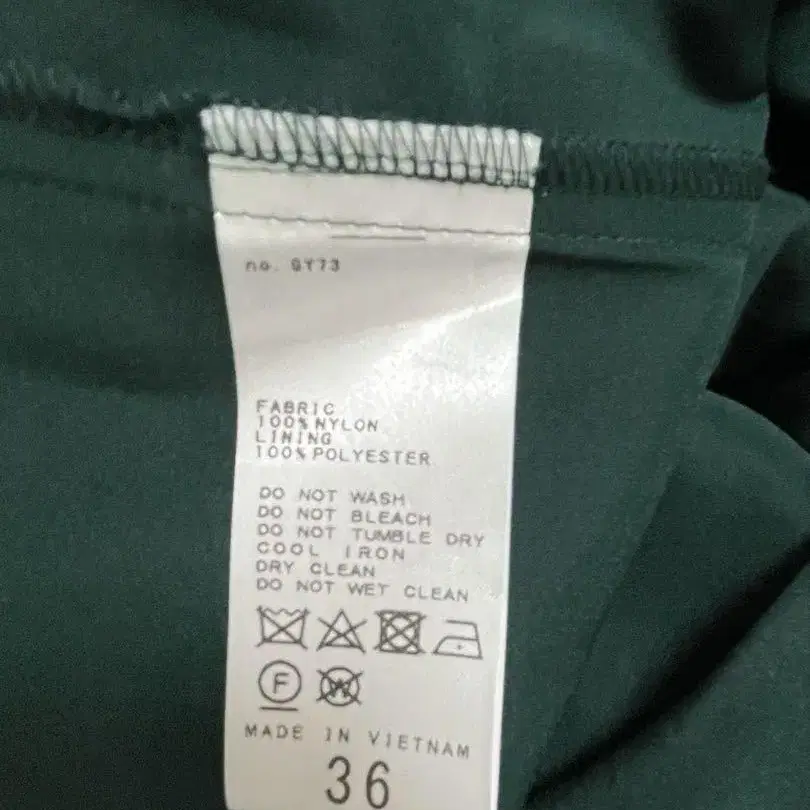 no. GY73
FABRIC
100%NYLON
LINING
100%POLYESTER
DO NOT WASH
DO NOT BLEACH
DO NOT TUMBLE DRY
COOL IRON
DRY CLEAN
DO NOT WET CLEAN
F W
MADE IN VIETNAM
36